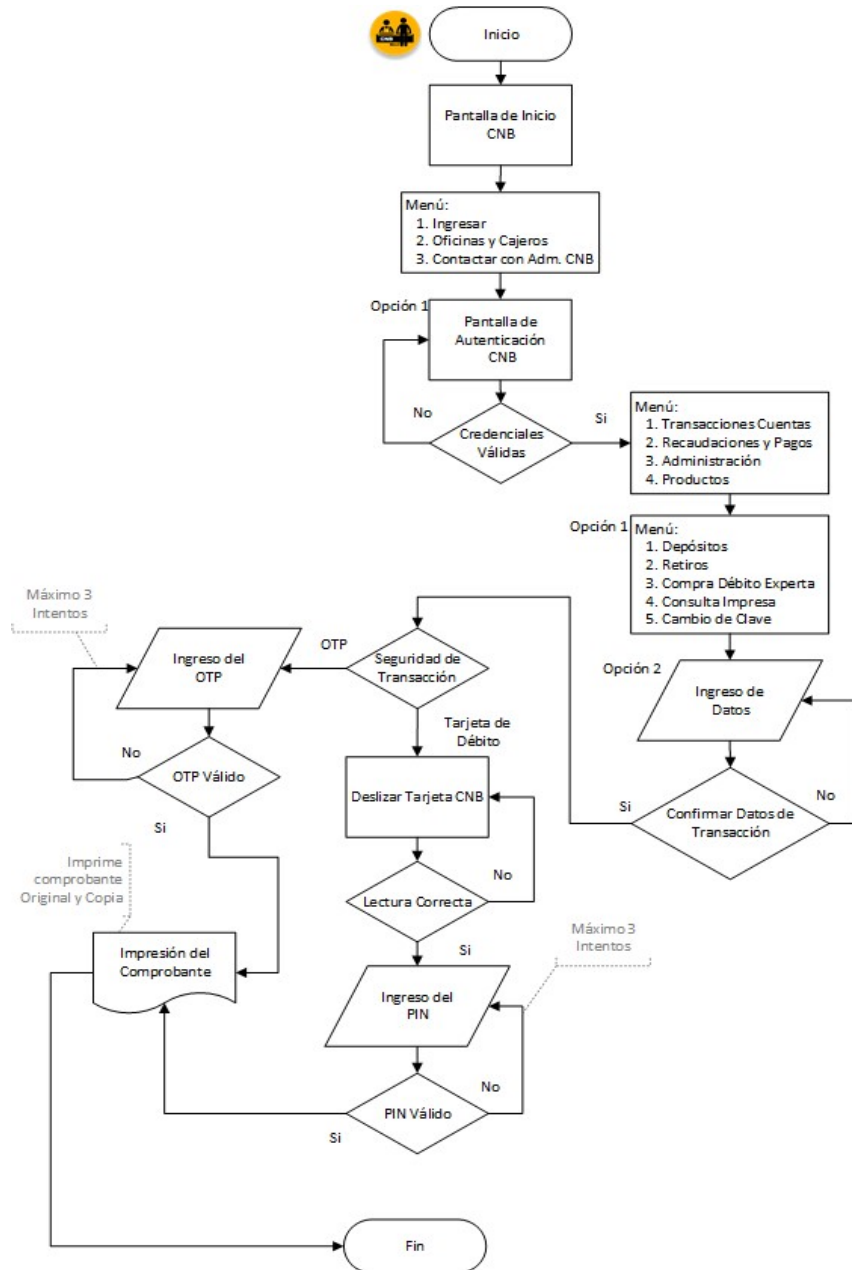 CNB
Inicio
Pantalla de Inicio
CNB
Menú:
1. Ingresar
2. Oficinas y Cajeros
3. Contactar con Adm. CNB
Opción 1
Pantalla de
Autenticación
CNB
No
Credenciales
Válidas
Si
Menú:
1. Transacciones Cuentas
2. Recaudaciones y Pagos
3. Administración
4. Productos
Opción 1
Menú:
1. Depósitos
2. Retiros
3. Compra Débito Experta
4. Consulta Impresa
5. Cambio de Clave
Opción 2
Ingreso de
Datos
Confirmar Datos de
Transacción
No
Si
Seguridad de
Transacción
OTP
Máximo 3
Intentos
Ingreso del
OTP
No
OTP Válido
Si
Tarjeta de
Débito
Deslizar Tarjeta CNB
No
Lectura Correcta
Si
Máximo 3
Intentos
Ingreso del
PIN
No
PIN Válido
Si
Imprime
comprobante
Original y Copia
Impresión del
Comprobante
Fin